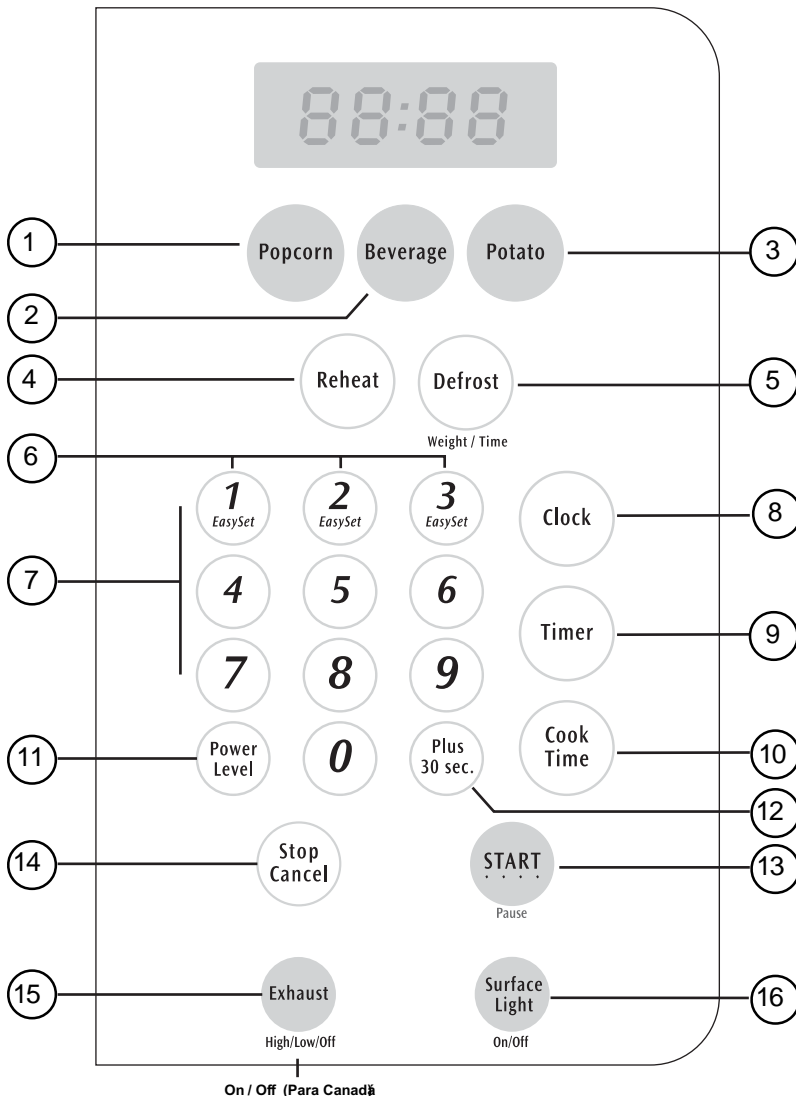 88:88
1
Popcorn Beverage Potato
3
2
4
Reheat Defrost
5
Weight / Time
6
1 2 3
EasySet EasySet EasySet
Clock
8
7
4 5 6
Timer
9
7 8 9
11
Power
Level
0
Plus
30 sec.
Cook
Time
10
12
14
Stop
Cancel
START
13
Pause
15
Exhaust
Surface
Light
16
High/Low/Off On/Off
On / Off (Para Canadá